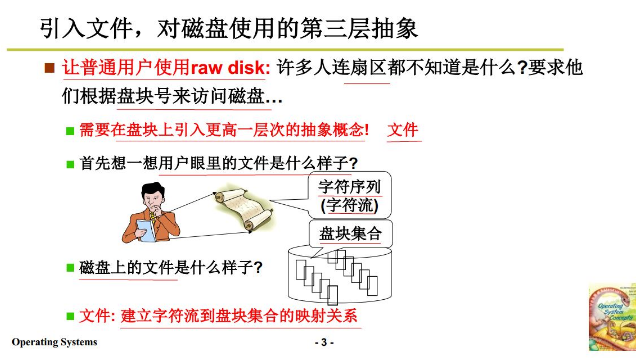 引入文件，对磁盘使用的第三层抽象
让普通用户使用raw disk: 许多人连扇区都不知道是什么?要求他
们根据盘块号来访问磁盘…
需要在盘块上引入更高一层次的抽象概念! 文件
首先想一想用户眼里的文件是什么样子?
字符序列
(字符流)
盘块集合
磁盘上的文件是什么样子?
文件: 建立字符流到盘块集合的映射关系
Operating Systems
- 3 -
Operating
System
Concepts